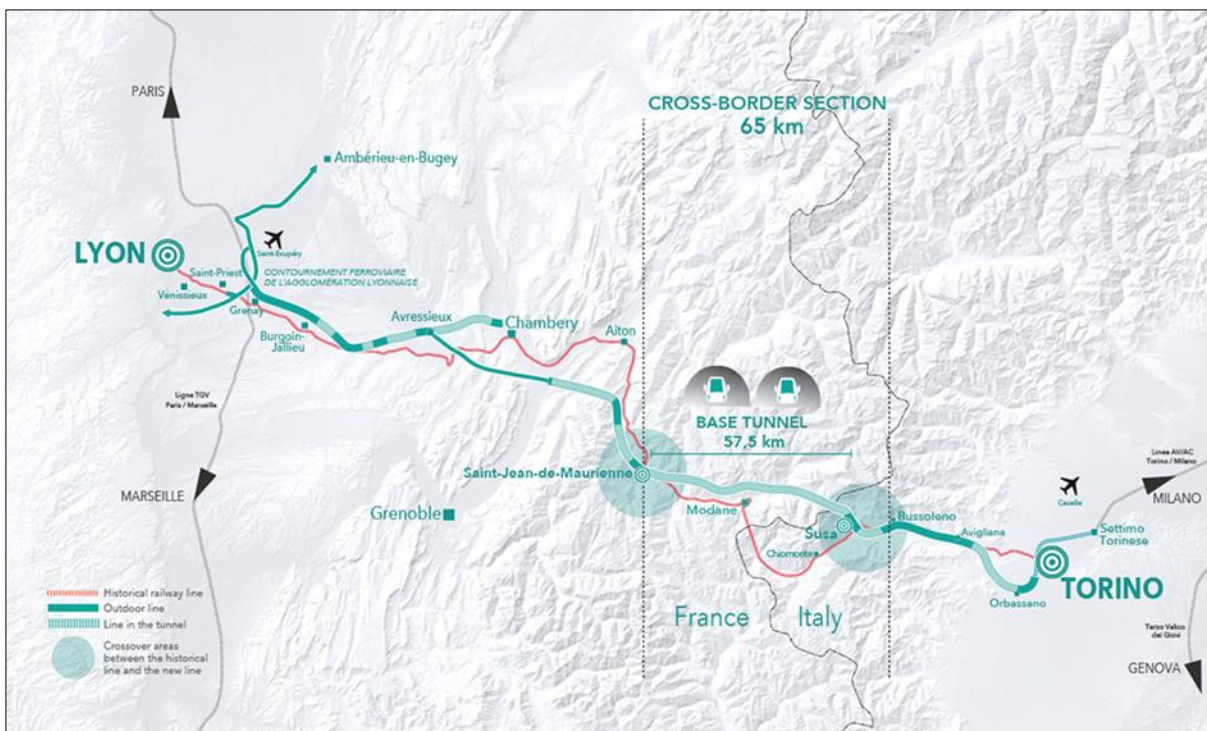 CROSS-BORDER SECTION
65 km
PARIS
Ambérieu-en-Bugey
LYON
Saint-Exupéry
Saint-Priest
Vénissieux
CONTOURNEMENT FERROVIAIRE
DE L'AGGLOMÉRATION LYONNAISE
Grenay
Burgoin-
Jallieu
Avressieux
Chambery
Aiton
Ligne TGV
Paris / Marseille
BASE TUNNEL
57,5 km
Saint-Jean-de-Maurienne
MARSEILLE
Grenoble
Modane
Susa
Chiomonte
Bussoleno
Avigliana
Linea AV/AC
Torino / Milano
MILANO
Caselle
Settimo
Torinese
TORINO
Orbassano
France
Italy
Terzo Valico
dei Giovi
GENOVA
Historical railway line
Outdoor line
Line in the tunnel
Crossover areas
between the historical
line and the new line